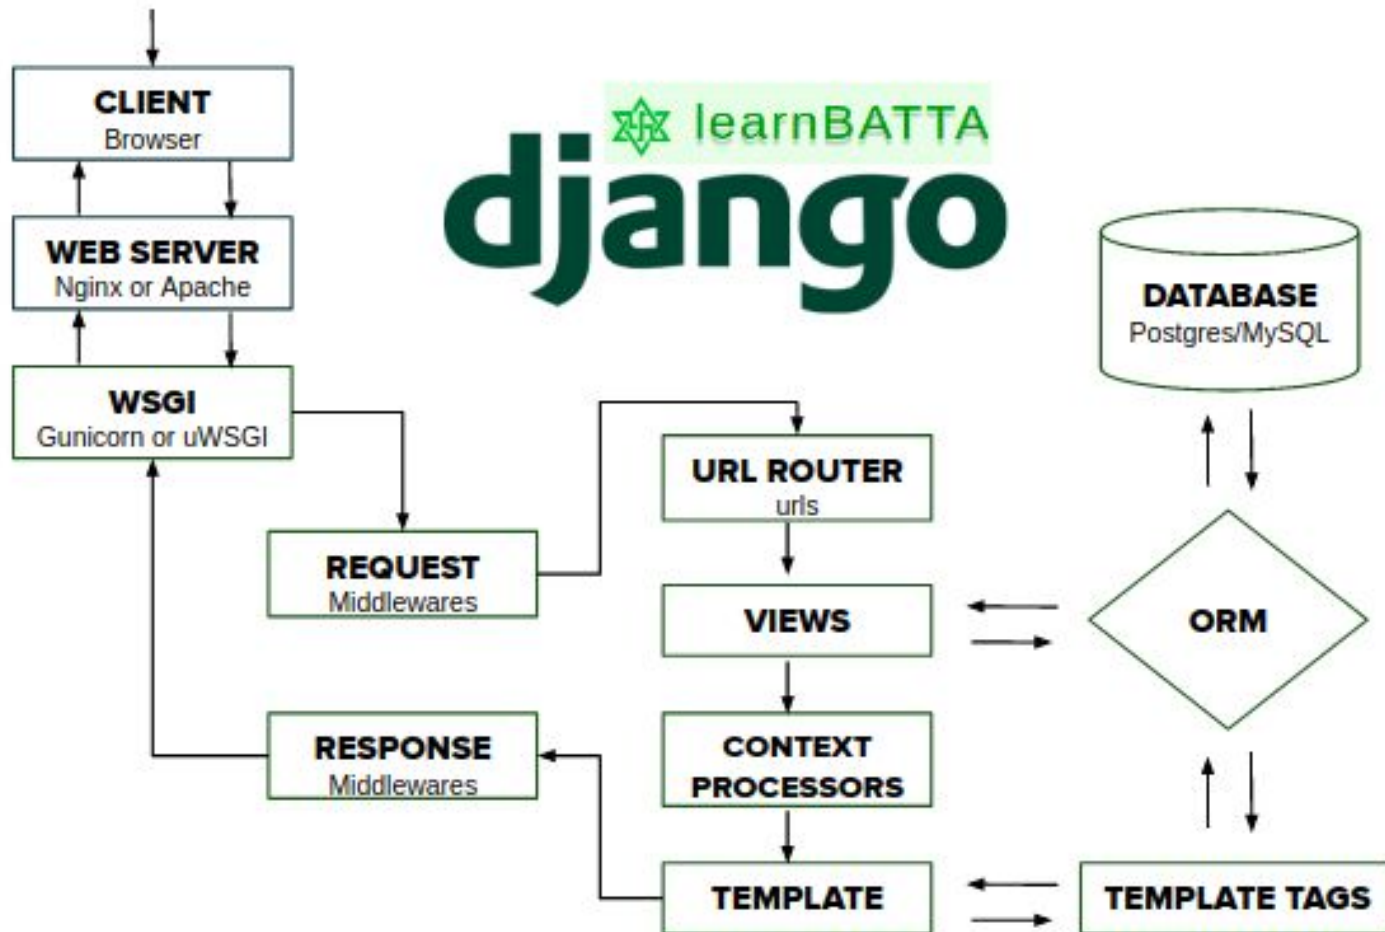 CLIENT
Browser
learnBATTA
django
WEB SERVER
Nginx or Apache
DATABASE
Postgres/MySQL
WSGI
Gunicorn or uWSGI
URL ROUTER
urls
REQUEST
Middlewares
VIEWS
ORM
RESPONSE
Middlewares
CONTEXT
PROCESSORS
TEMPLATE
TEMPLATE TAGS